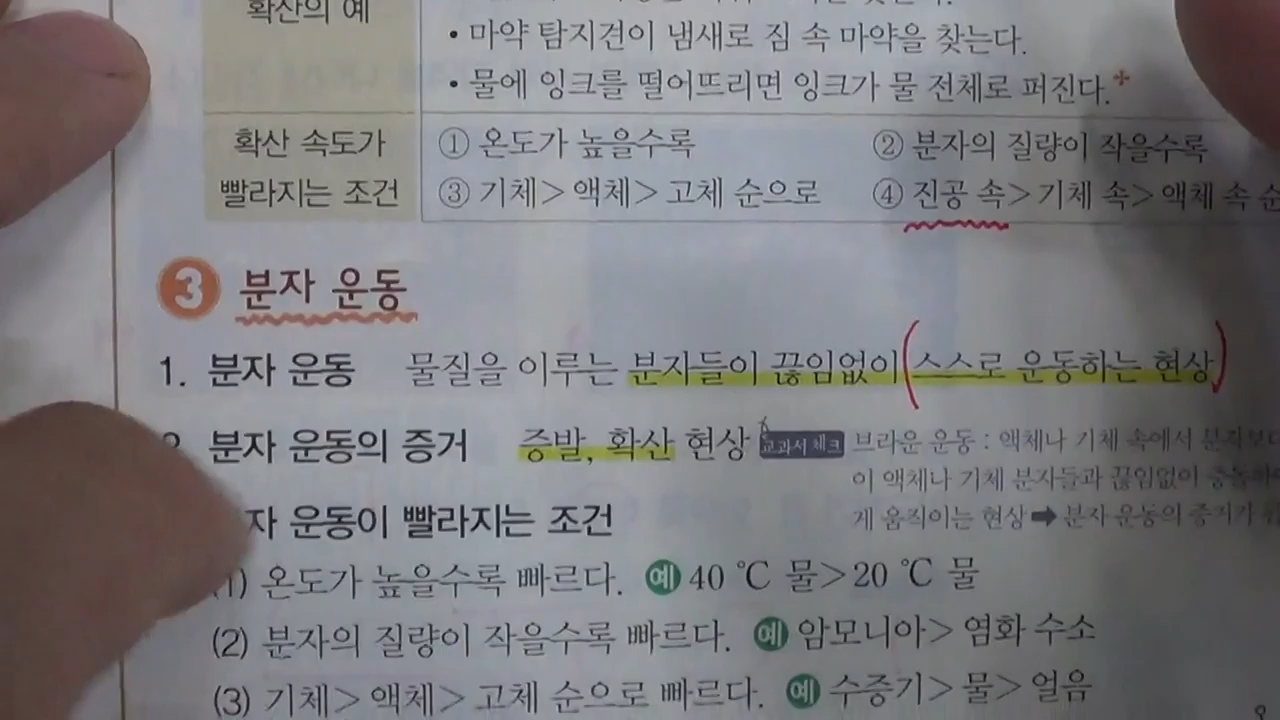 확산의 예
• 마약 탐지견이 냄새로 짐 속 마약을 찾는다.
• 물에 잉크를 떨어뜨리면 잉크가 물 전체로 퍼진다.
확산 속도가 빨라지는 조건
① 온도가 높을수록 ② 분자의 질량이 작을수록
③ 기체> 액체> 고체 순으로 ④ 진공 속> 기체 속> 액체 속
3 분자 운동
1. 분자 운동 물질을 이루는 분자들이 끊임없이 스스로 운동하는 현상
분자 운동의 증거 증발, 확산 현상 교과서 체크 브라운 운동 : 액체나 기체 속에서
이 액체나 기체 분자들과 끊임없이
게 움직이는 현상 ➡ 분자 운동의 증거가
자 운동이 빨라지는 조건
(1) 온도가 높을수록 빠르다. 예 40 ℃ 물>20 ℃ 물
(2) 분자의 질량이 작을수록 빠르다. 예 암모니아> 염화 수소
(3) 기체> 액체> 고체 순으로 빠르다. 예 수증기> 물> 얼음